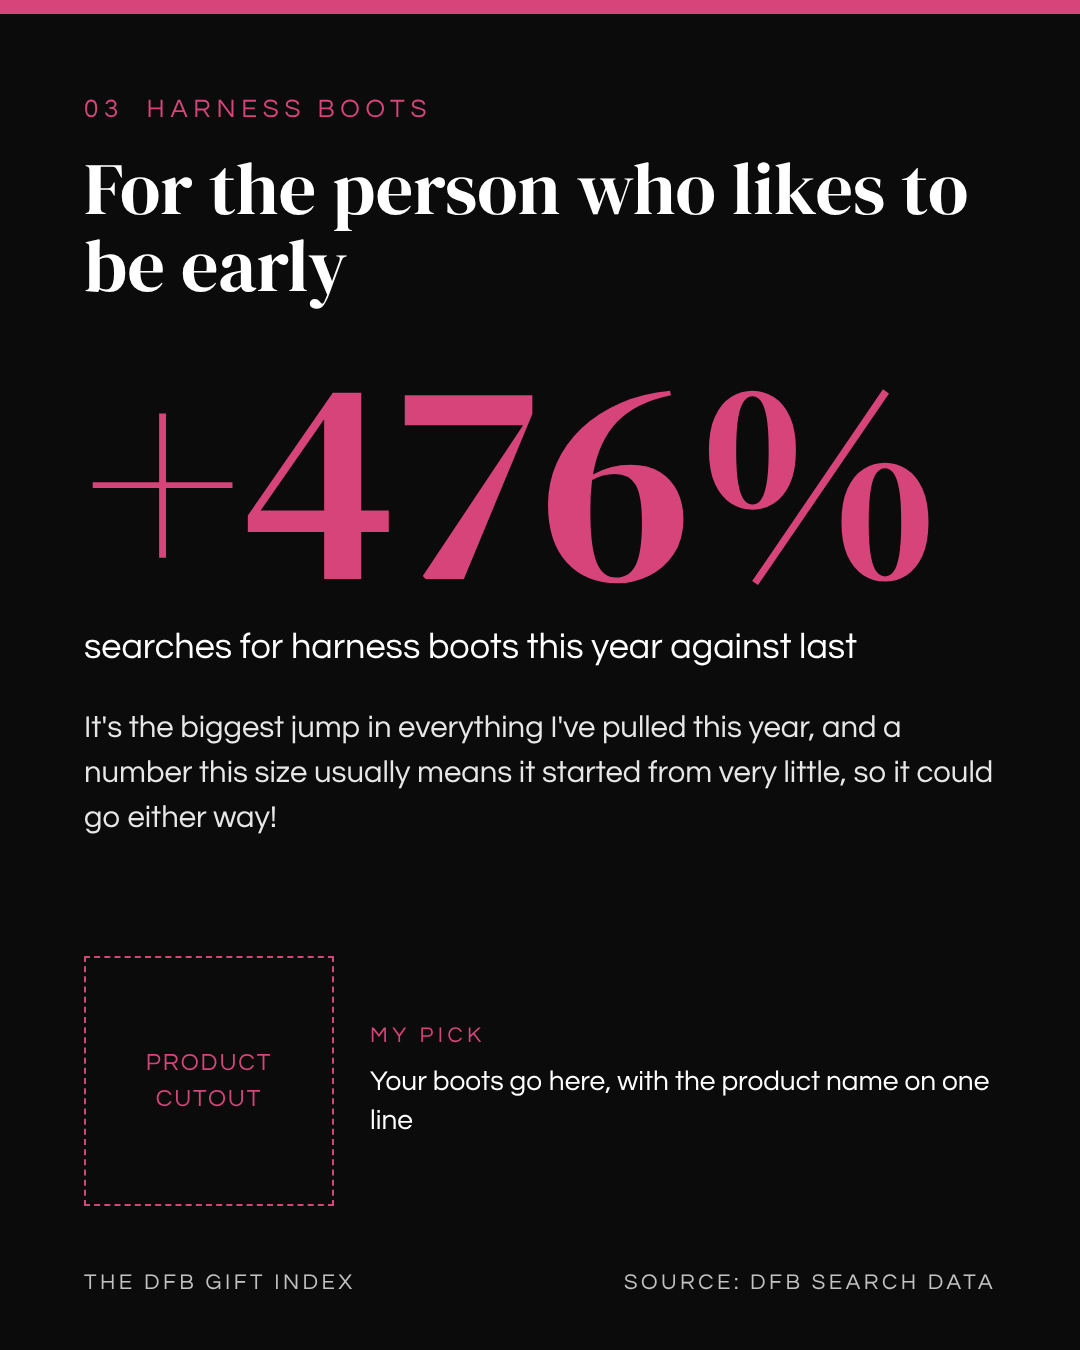 03 HARNESS BOOTS
For the person who likes to
be early
+476%
searches for harness boots this year against last
It's the biggest jump in everything I've pulled this year, and a
number this size usually means it started from very little, so it could
go either way!
PRODUCT
CUTOUT
MY PICK
Your boots go here, with the product name on one
line
THE DFB GIFT INDEX
SOURCE: DFB SEARCH DATA